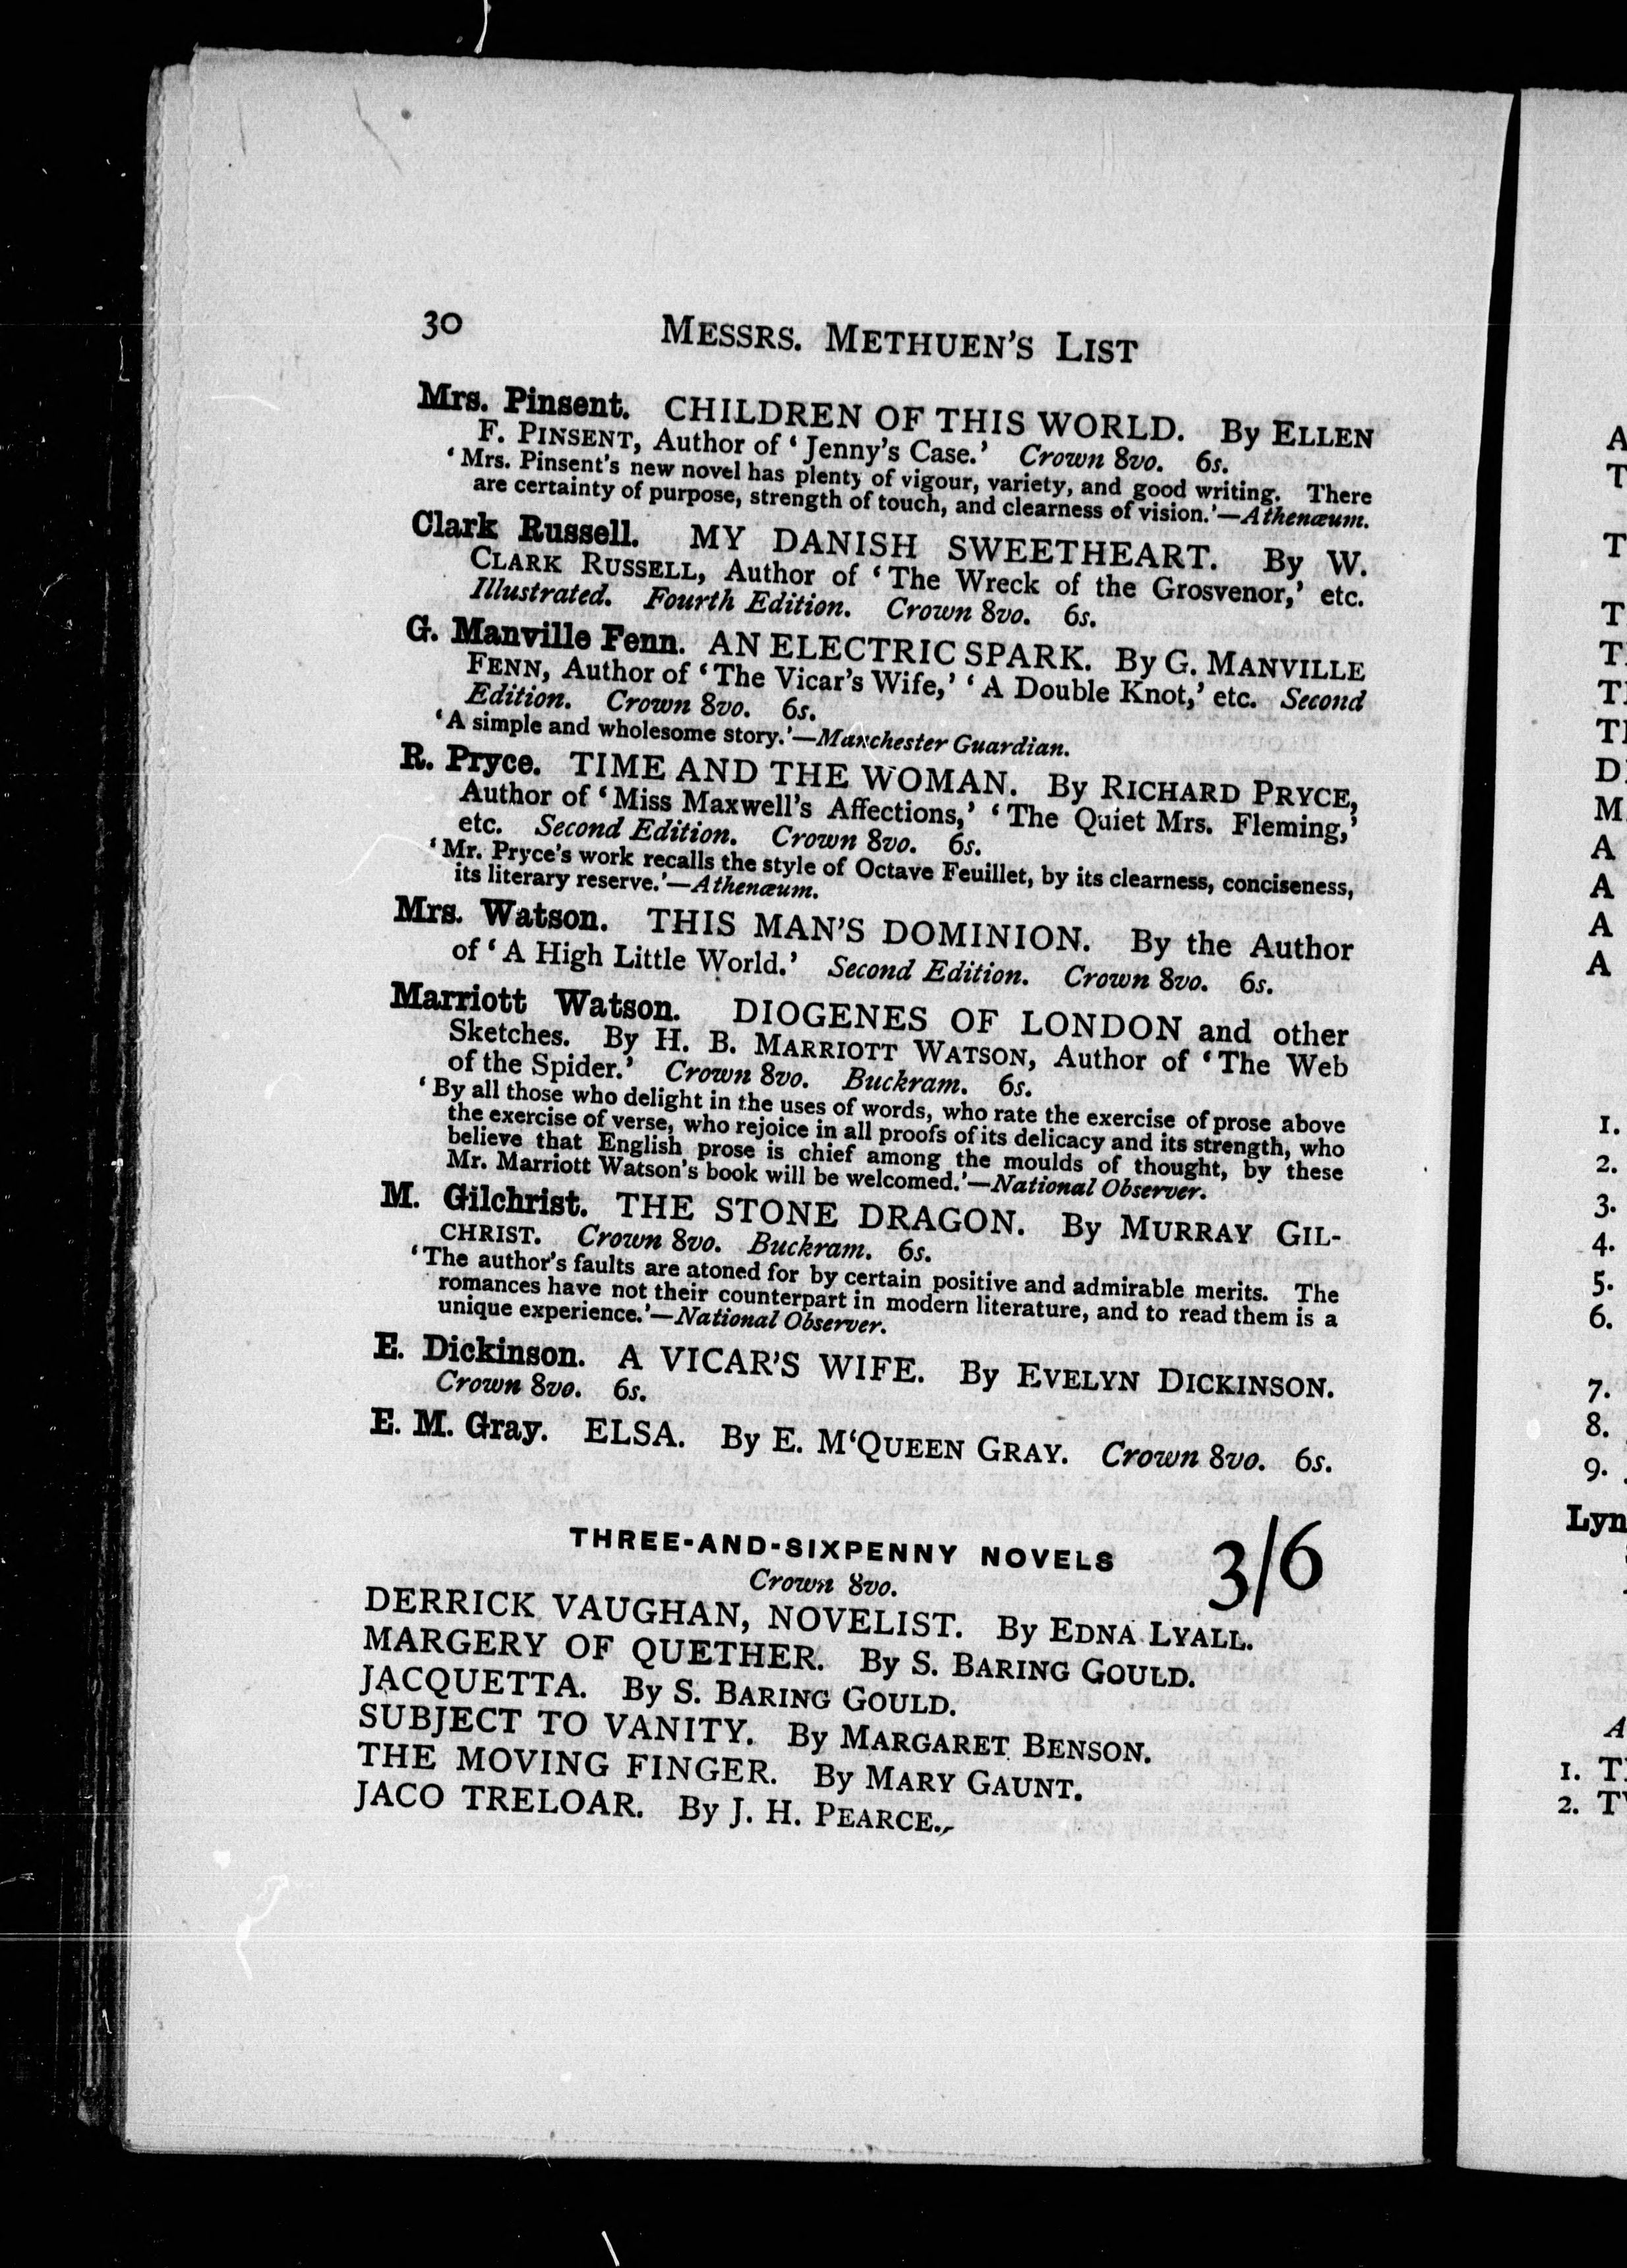 30 MESSRS. METHUEN'S LIST
Mrs. Pinsent. CHILDREN OF THIS WORLD. By ELLEN
F. PINSENT, Author of ‘Jenny's Case.’ Crown 8vo. 6s.
‘Mrs. Pinsent's new novel has plenty of vigour, variety, and good writing. There
are certainty of purpose, strength of touch, and clearness of vision.’—Athenæum.
Clark Russell. MY DANISH SWEETHEART. By W.
CLARK RUSSELL, Author of ‘The Wreck of the Grosvenor,’ etc.
Illustrated. Fourth Edition. Crown 8vo. 6s.
G. Manville Fenn. AN ELECTRIC SPARK. By G. MANVILLE
FENN, Author of ‘The Vicar's Wife,’ ‘A Double Knot,’ etc. Second
Edition. Crown 8vo. 6s.
‘A simple and wholesome story.’—Manchester Guardian.
R. Pryce. TIME AND THE WOMAN. By RICHARD PRYCE,
Author of ‘Miss Maxwell's Affections,’ ‘The Quiet Mrs. Fleming,’
etc. Second Edition. Crown 8vo. 6s.
‘Mr. Pryce's work recalls the style of Octave Feuillet, by its clearness, conciseness,
its literary reserve.’—Athenæum.
Mrs. Watson. THIS MAN'S DOMINION. By the Author
of ‘A High Little World.’ Second Edition. Crown 8vo. 6s.
Marriott Watson. DIOGENES OF LONDON and other
Sketches. By H. B. MARRIOTT WATSON, Author of ‘The Web
of the Spider.’ Crown 8vo. Buckram. 6s.
‘By all those who delight in the uses of words, who rate the exercise of prose above
the exercise of verse, who rejoice in all proofs of its delicacy and its strength, who
believe that English prose is chief among the moulds of thought, by these
Mr. Marriott Watson's book will be welcomed.’—National Observer.
M. Gilchrist. THE STONE DRAGON. By MURRAY GIL-
CHRIST. Crown 8vo. Buckram. 6s.
‘The author's faults are atoned for by certain positive and admirable merits. The
romances have not their counterpart in modern literature, and to read them is a
unique experience.’—National Observer.
E. Dickinson. A VICAR'S WIFE. By EVELYN DICKINSON.
Crown 8vo. 6s.
E. M. Gray. ELSA. By E. M‘QUEEN GRAY. Crown 8vo. 6s.
THREE-AND-SIXPENNY NOVELS 3/6
Crown 8vo.
DERRICK VAUGHAN, NOVELIST. By EDNA LYALL.
MARGERY OF QUETHER. By S. BARING GOULD.
JACQUETTA. By S. BARING GOULD.
SUBJECT TO VANITY. By MARGARET BENSON.
THE MOVING FINGER. By MARY GAUNT.
JACO TRELOAR. By J. H. PEARCE.
1.
2.
3.
4.
5.
6.
7.
8.
9.
1.
2.